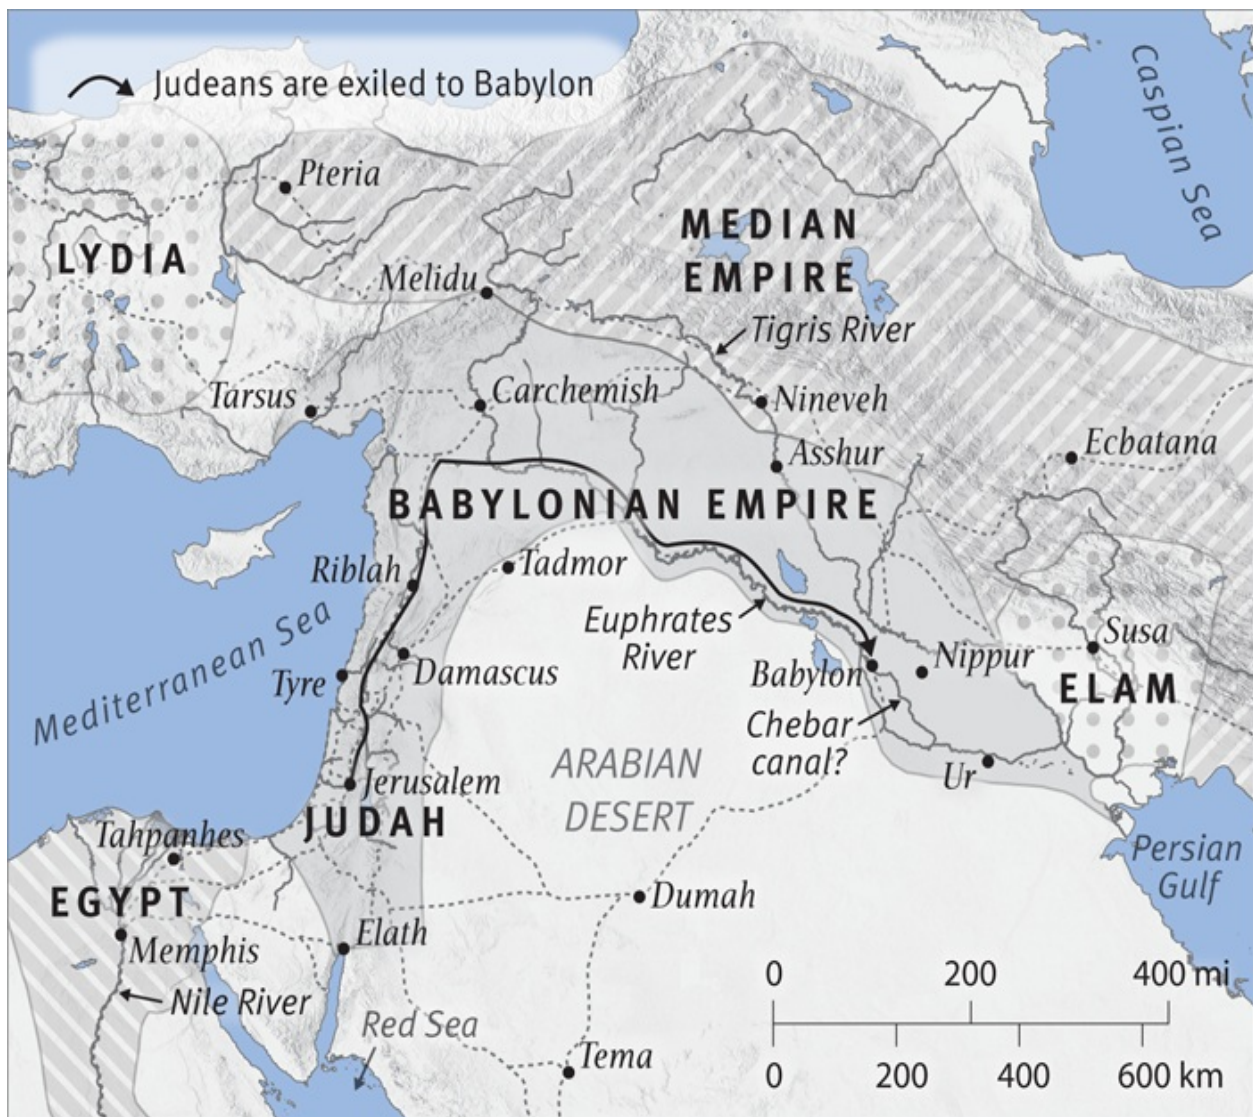 Judeans are exiled to Babylon
Caspian Sea
Pteria
MEDIAN
EMPIRE
LYDIA
Melidu
Tigris River
Tarsus
Carchemish
Nineveh
Ecbatana
Asshur
BABYLONIAN EMPIRE
Riblah
Tadmor
Mediterranean Sea
Euphrates
River
Susa
Tyre
Damascus
Babylon
Nippur
ELAM
Chebar
canal?
ARABIAN
DESERT
Jerusalem
Ur
JUDAH
Tahpanhes
Persian
Gulf
EGYPT
Dumah
Memphis
Elath
Nile River
Red Sea
Tema
0 200 400 mi
0 200 400 600 km